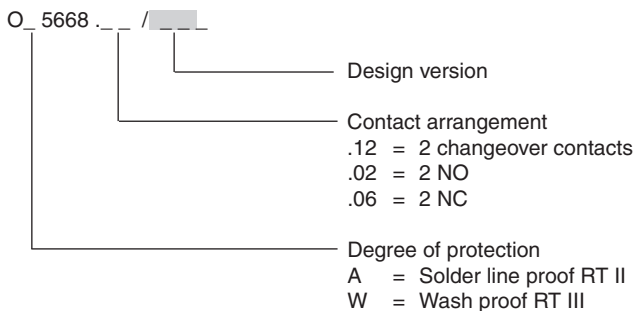 O_ 5668 ._ _ / _ _ _
Design version
Contact arrangement
.12 = 2 changeover contacts
.02 = 2 NO
.06 = 2 NC
Degree of protection
A = Solder line proof RT II
W = Wash proof RT III